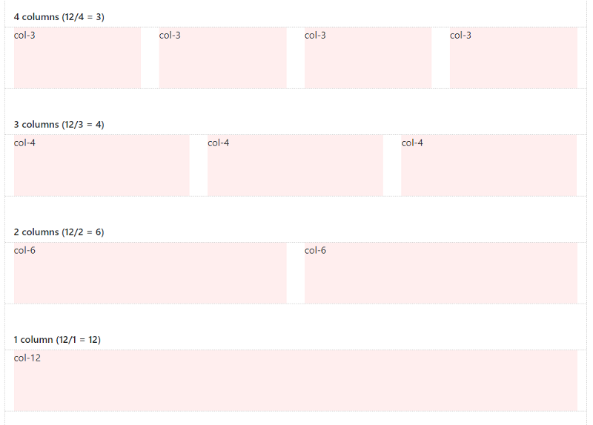 4 columns (12/4 = 3)
col-3 col-3 col-3 col-3
3 columns (12/3 = 4)
col-4 col-4 col-4
2 columns (12/2 = 6)
col-6 col-6
1 column (12/1 = 12)
col-12